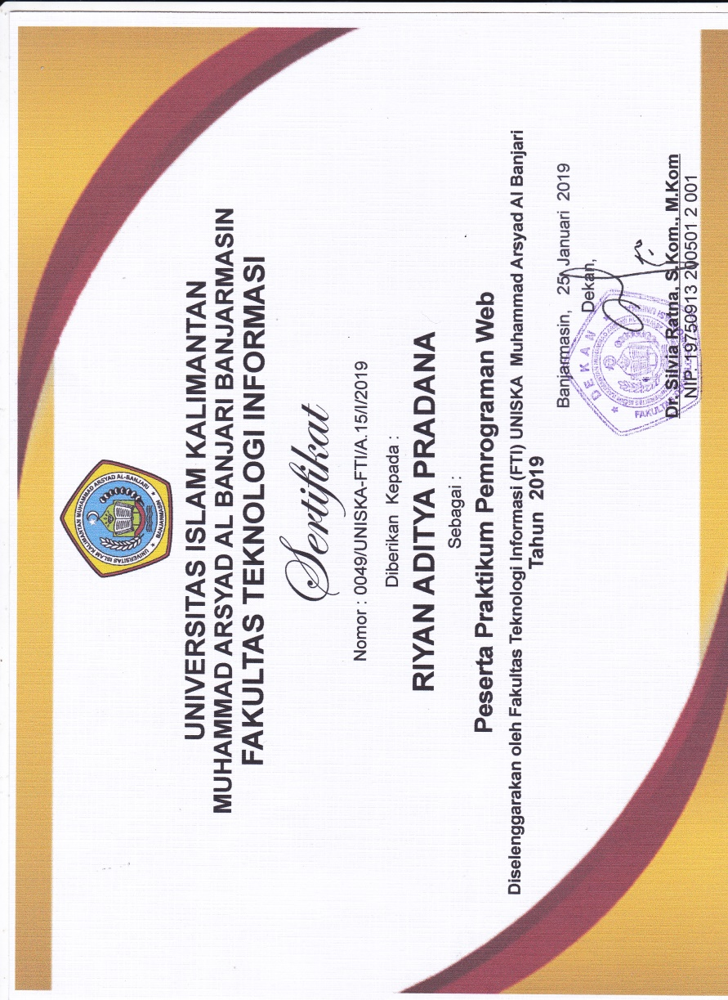 UNIVERSITAS ISLAM KALIMANTAN MUHAMMAD ARSYAD AL-BANJARI
BANJARMASIN
UNIVERSITAS ISLAM KALIMANTAN
MUHAMMAD ARSYAD AL BANJARI BANJARMASIN
FAKULTAS TEKNOLOGI INFORMASI
Sertifikat
Nomor : 0049/UNISKA-FTI/A.15/I/2019
Diberikan Kepada :
RIYAN ADITYA PRADANA
Sebagai :
Peserta Praktikum Pemrograman Web
Diselenggarakan oleh Fakultas Teknologi Informasi (FTI) UNISKA Muhammad Arsyad Al Banjari
Tahun 2019
Banjarmasin, 25 Januari 2019
Dekan,
DEKAN
FAKULTAS
Dr. Silvia Ratna, S.Kom., M.Kom
NIP. 19750913 200501 2 001